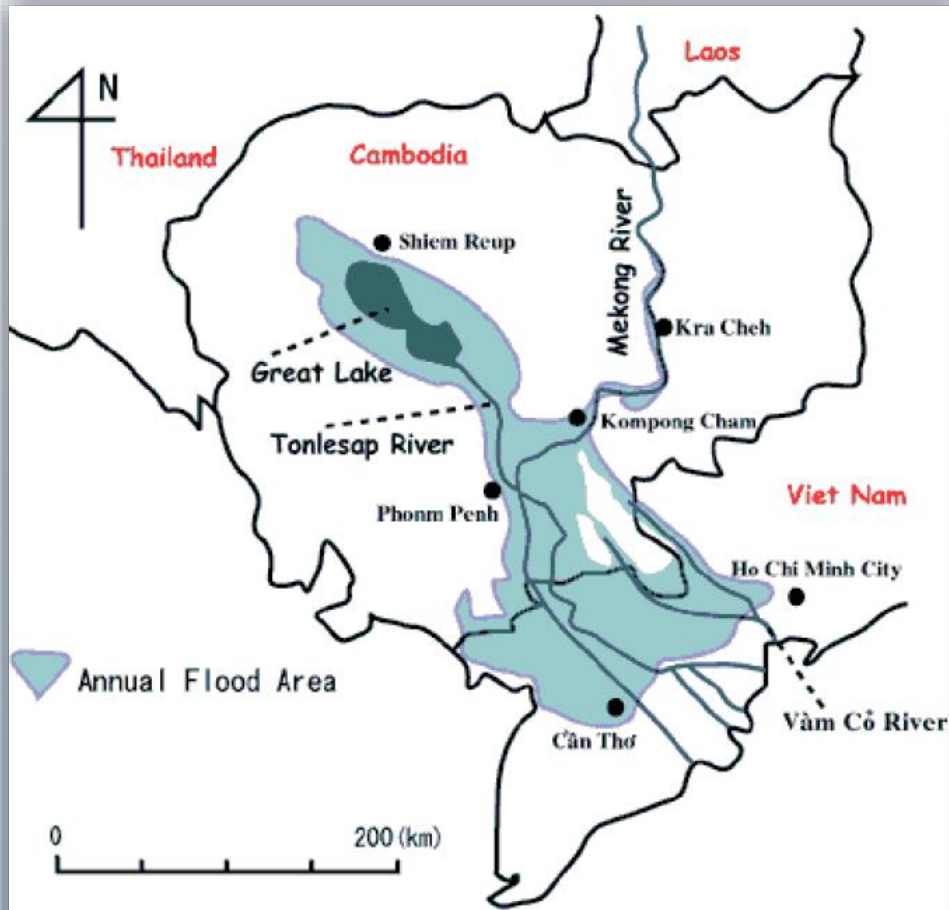 Laos
N
Thailand
Cambodia
Mekong River
Shiem Reup
Kra Cheh
Great Lake
Kompong Cham
Tonlesap River
Viet Nam
Phonm Penh
Ho Chi Minh City
Annual Flood Area
Vàm Cỏ River
Cần Thơ
0 200 (km)